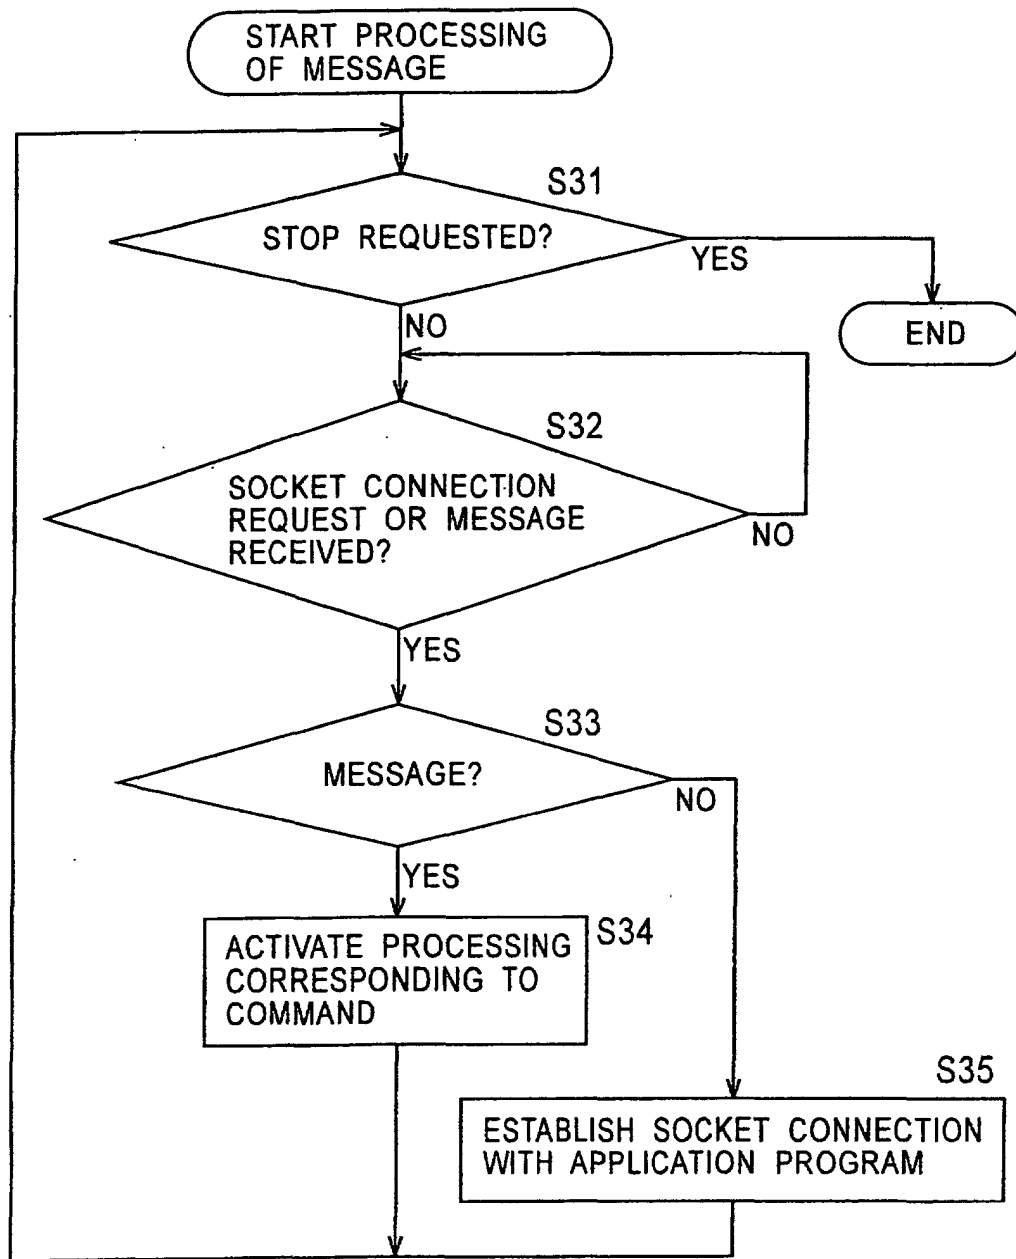 START PROCESSING
OF MESSAGE
S31
STOP REQUESTED?
YES
NO
END
S32
SOCKET CONNECTION
REQUEST OR MESSAGE
RECEIVED?
NO
YES
S33
MESSAGE?
NO
YES
S34
ACTIVATE PROCESSING
CORRESPONDING TO
COMMAND
S35
ESTABLISH SOCKET CONNECTION
WITH APPLICATION PROGRAM